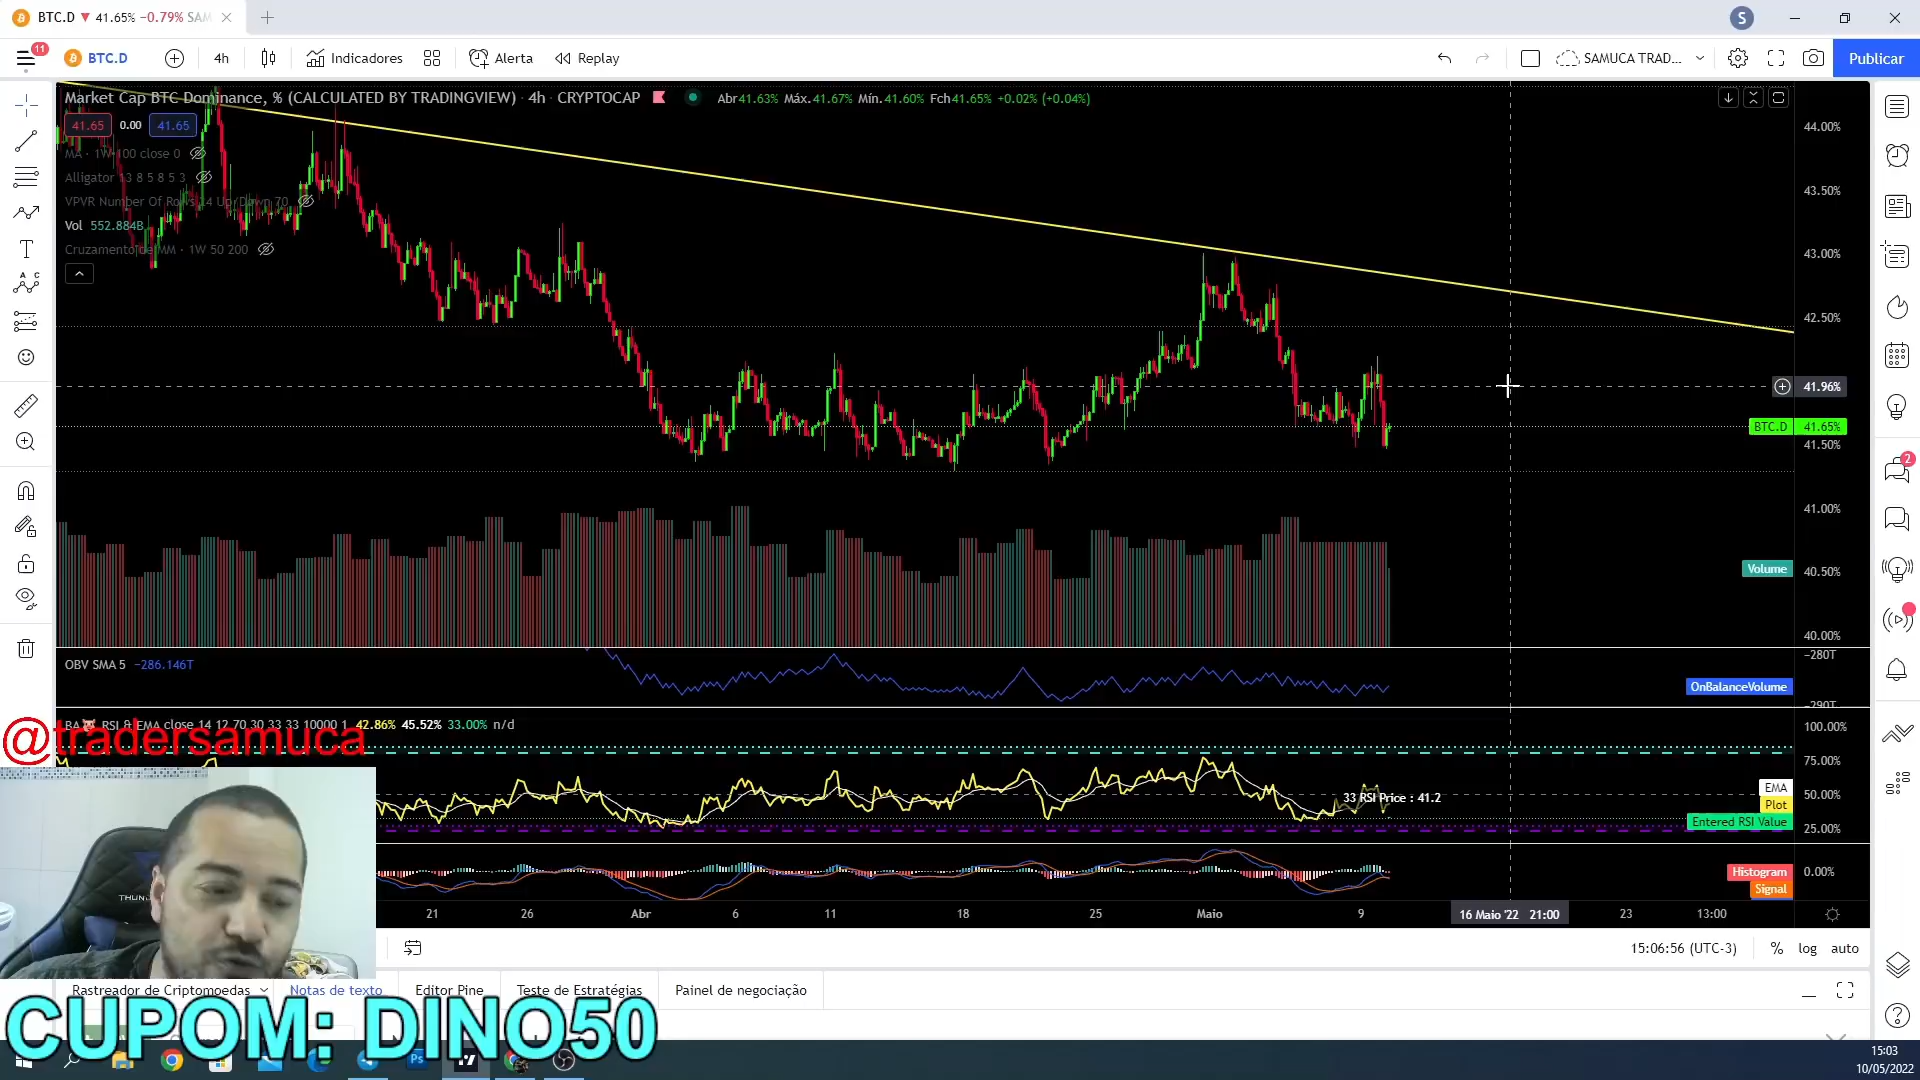 BTC.D ▼ 41.65% −0.79% SAM
S
11
BTC.D
4h
Indicadores
Alerta
Replay
SAMUCA TRAD...
Publicar
Market Cap BTC Dominance, % (CALCULATED BY TRADINGVIEW) · 4h · CRYPTOCAP
Abr41.63% Máx.41.67% Mín.41.60% Fch41.65% +0.02% (+0.04%)
41.65 0.00 41.65
MA · 1W 100 close 0
Alligator 13 8 5 8 5 3
VPVR Number Of Rows 14 Up/Down 70
Vol 552.884B
Cruzamento de MM · 1W 50 200
44.00%
43.50%
43.00%
42.50%
41.96%
BTC.D 41.65%
41.50%
41.00%
Volume
40.50%
40.00%
OBV SMA 5 −286.146T
−280T
OnBalanceVolume
−290T
RSI & EMA close 14 12 70 30 33 33 10000 1 42.86% 45.52% 33.00% n/d
@tradersamuca
100.00%
75.00%
EMA
33 RSI Price : 41.2
50.00%
Plot
Entered RSI Value
25.00%
Histogram
0.00%
Signal
21 26 Abr 6 11 18 25 Maio 9 16 Maio '22 21:00 23 13:00
15:06:56 (UTC-3)
% log auto
Rastreador de Criptomoedas
Notas de texto
Editor Pine
Teste de Estratégias
Painel de negociação
2
CUPOM: DINO50
Ps
15:03
10/05/2022